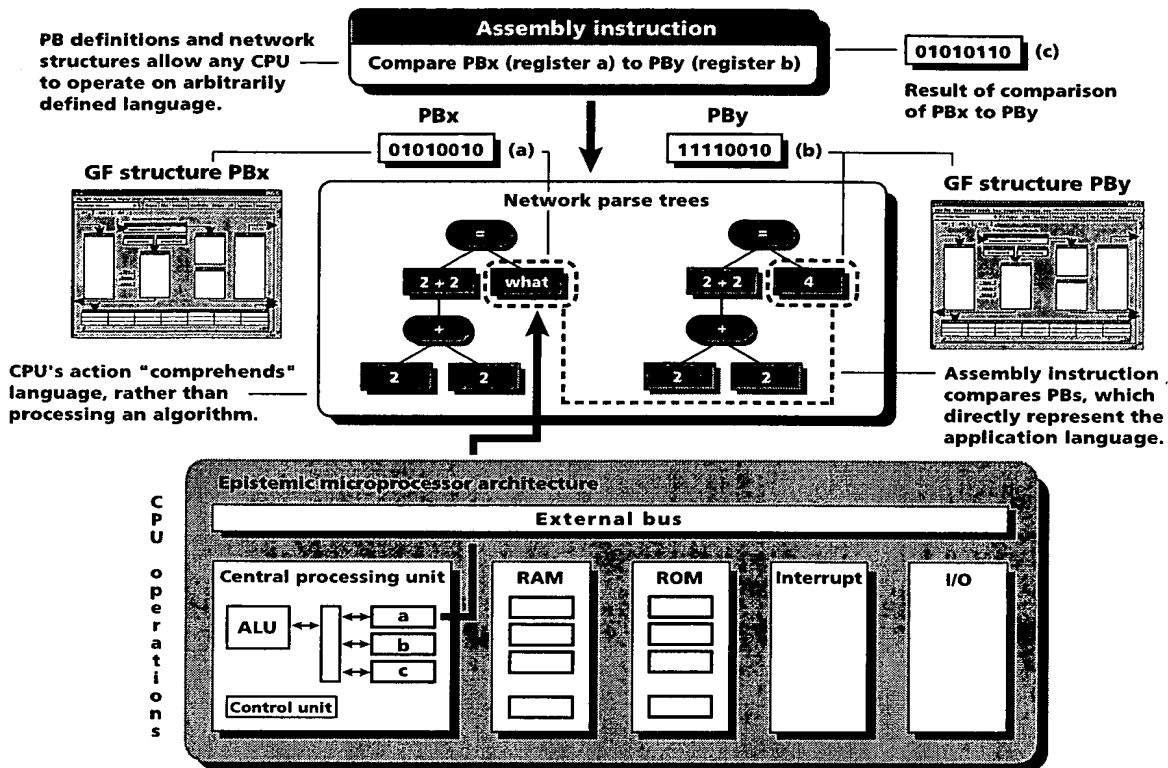 Assembly instruction
Compare PBx (register a) to PBy (register b)
PB definitions and network
structures allow any CPU
to operate on arbitrarily
defined language.
01010110 (c)
Result of comparison
of PBx to PBy
PBx
01010010 (a)
PBy
11110010 (b)
GF structure PBx
GF structure PBy
Network parse trees
=
2 + 2
what
+
2
2
=
2 + 2
4
+
2
2
CPU's action "comprehends"
language, rather than
processing an algorithm.
Assembly instruction
compares PBs, which
directly represent the
application language.
Epistemic microprocessor architecture
CPU operations
External bus
Central processing unit
ALU
a
b
c
Control unit
RAM
ROM
Interrupt
I/O